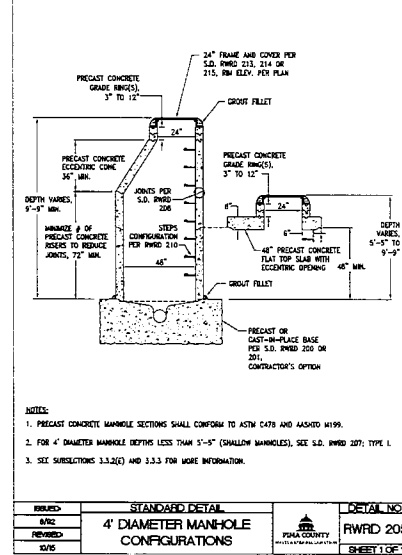 24" FRAME AND COVER PER
S.D. RWRD 213, 214 OR
215, RIM ELEV. PER PLAN
PRECAST CONCRETE
GRADE RING(S),
3" TO 12"
GROUT FILLET
24"
PRECAST CONCRETE
ECCENTRIC CONE
36" MIN.
PRECAST CONCRETE
GRADE RING(S),
3" TO 12"
JOINTS PER
S.D. RWRD
208
DEPTH VARIES,
9'-9" MIN.
8"
24"
DEPTH
VARIES,
5'-5" TO
9'-9"
MINIMIZE # OF
PRECAST CONCRETE
RISERS TO REDUCE
JOINTS, 72" MIN.
STEPS
CONFIGURATION
PER RWRD 210
6"
48" MIN.
48"
48" PRECAST CONCRETE
FLAT TOP SLAB WITH
ECCENTRIC OPENING
GROUT FILLET
PRECAST OR
CAST-IN-PLACE BASE
PER S.D. RWRD 200 OR
201,
CONTRACTOR'S OPTION
NOTES:
1. PRECAST CONCRETE MANHOLE SECTIONS SHALL CONFORM TO ASTM C478 AND AASHTO M199.
2. FOR 4' DIAMETER MANHOLE DEPTHS LESS THAN 5'-5" (SHALLOW MANHOLES), SEE S.D. RWRD 207; TYPE I.
3. SEE SUBSECTIONS 3.3.2(E) AND 3.3.3 FOR MORE INFORMATION.
ISSUED
STANDARD DETAIL
DETAIL NO.
4' DIAMETER MANHOLE
CONFIGURATIONS
REVISED
10/15
PIMA COUNTY
RWRD 205
SHEET 1 OF